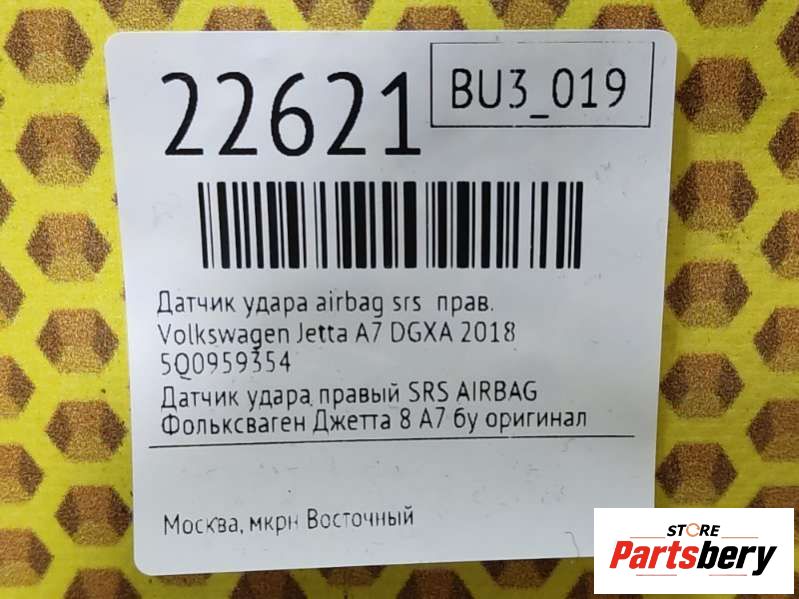 22621
BU3_019
Датчик удара airbag srs прав.
Volkswagen Jetta A7 DGXA 2018
5Q0959354
Датчик удара правый SRS AIRBAG
Фольксваген Джетта 8 А7 бу оригинал
Москва, мкрн Восточный
STORE
Partsbery